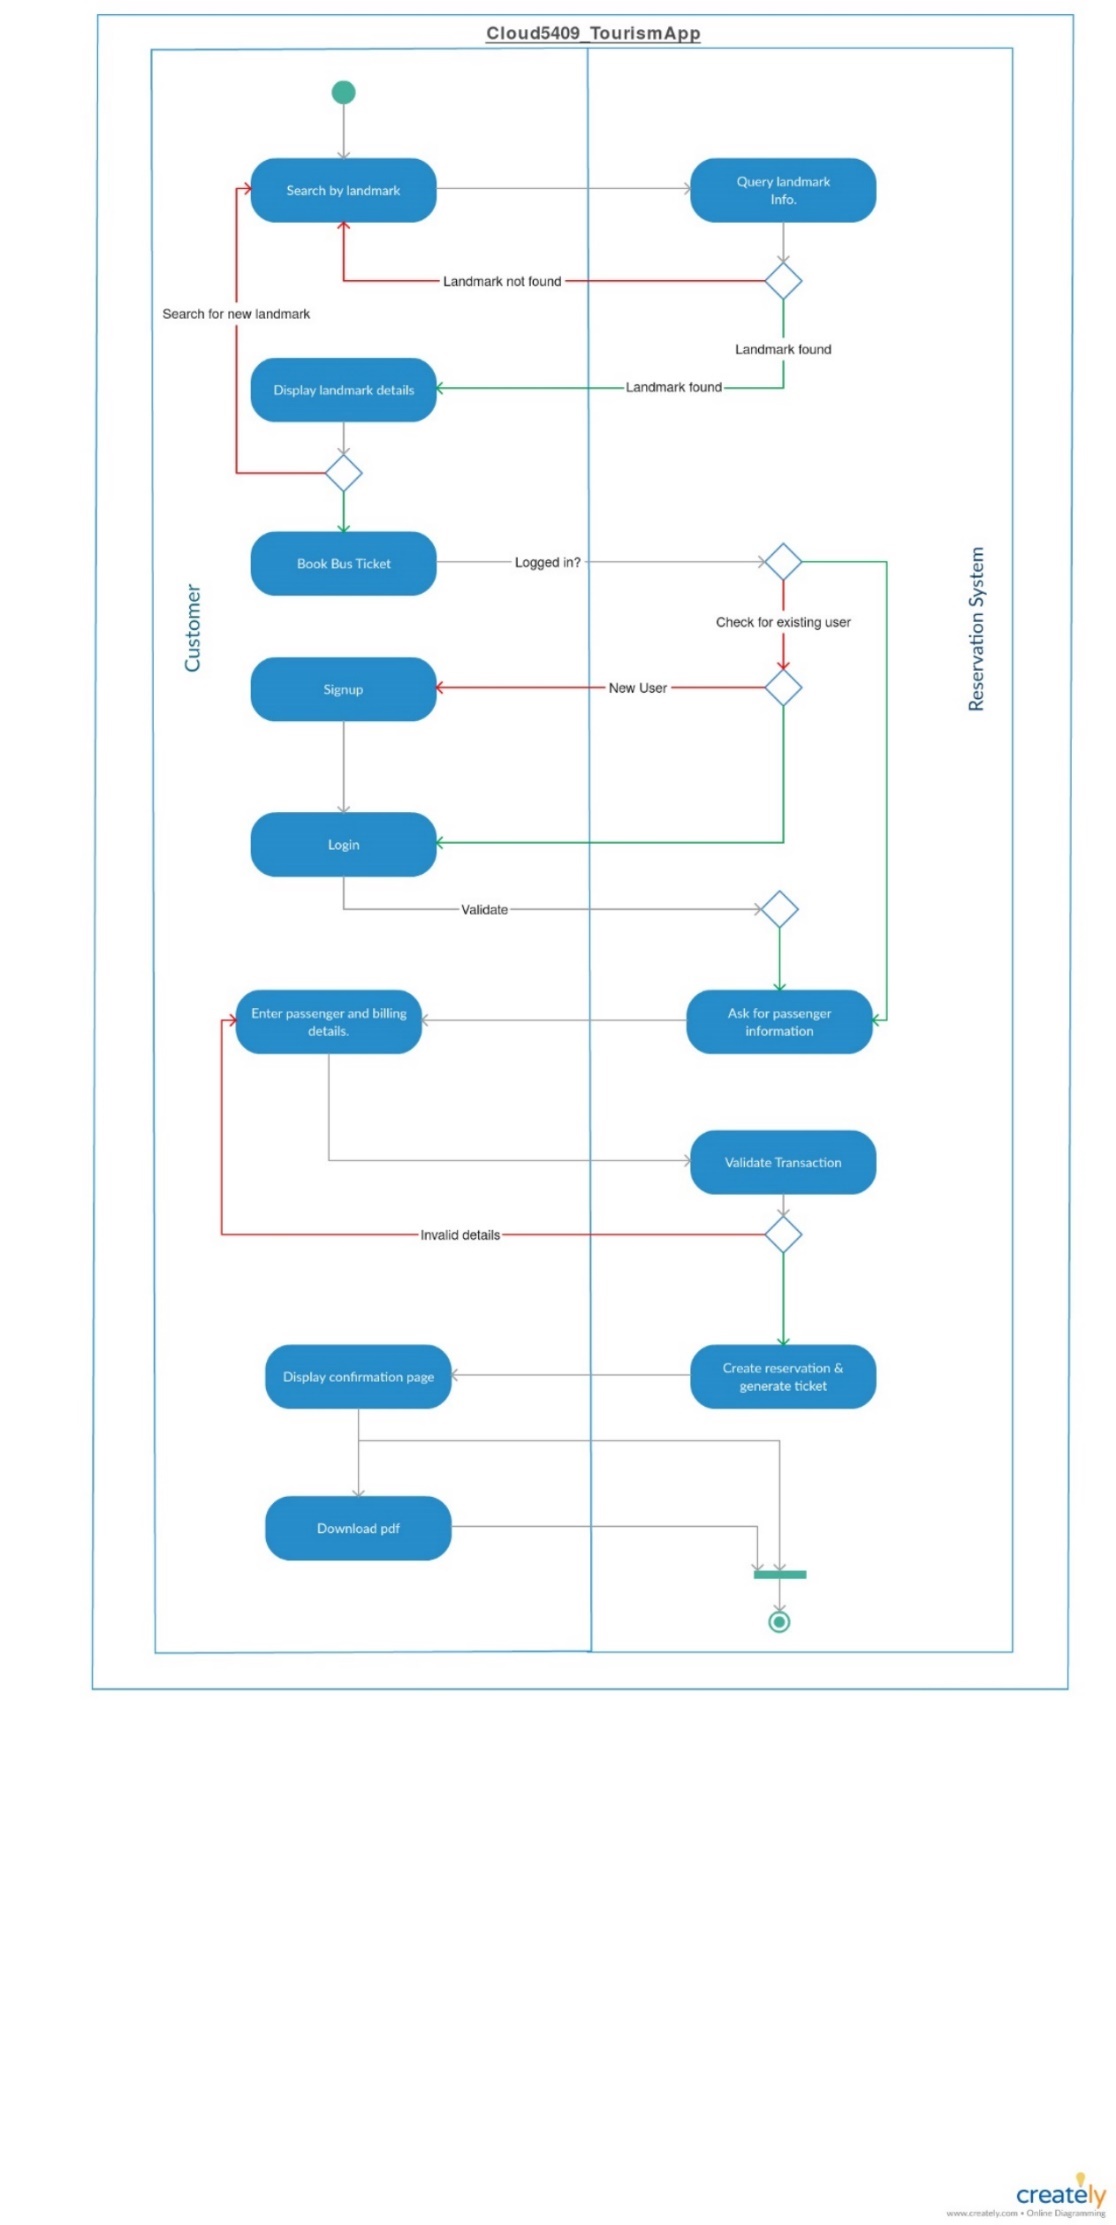 Cloud5409_TourismApp
Search by landmark
Query landmark
Info.
Landmark not found
Search for new landmark
Landmark found
Display landmark details
Landmark found
Book Bus Ticket
Logged in?
Customer
Reservation System
Check for existing user
Signup
New User
Login
Validate
Enter passenger and billing
details.
Ask for passenger
information
Validate Transaction
Invalid details
Display confirmation page
Create reservation &
generate ticket
Download pdf
creately
www.creately.com • Online Diagramming